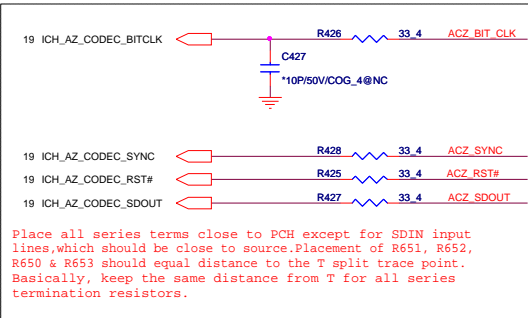 19 ICH_AZ_CODEC_BITCLK R426 33_4 ACZ_BIT_CLK
C427
*10P/50V/COG_4@NC
19 ICH_AZ_CODEC_SYNC R428 33_4 ACZ_SYNC
19 ICH_AZ_CODEC_RST# R425 33_4 ACZ_RST#
19 ICH_AZ_CODEC_SDOUT R427 33_4 ACZ_SDOUT
Place all series terms close to PCH except for SDIN input
lines,which should be close to source.Placement of R651, R652,
R650 & R653 should equal distance to the T split trace point.
Basically, keep the same distance from T for all series
termination resistors.